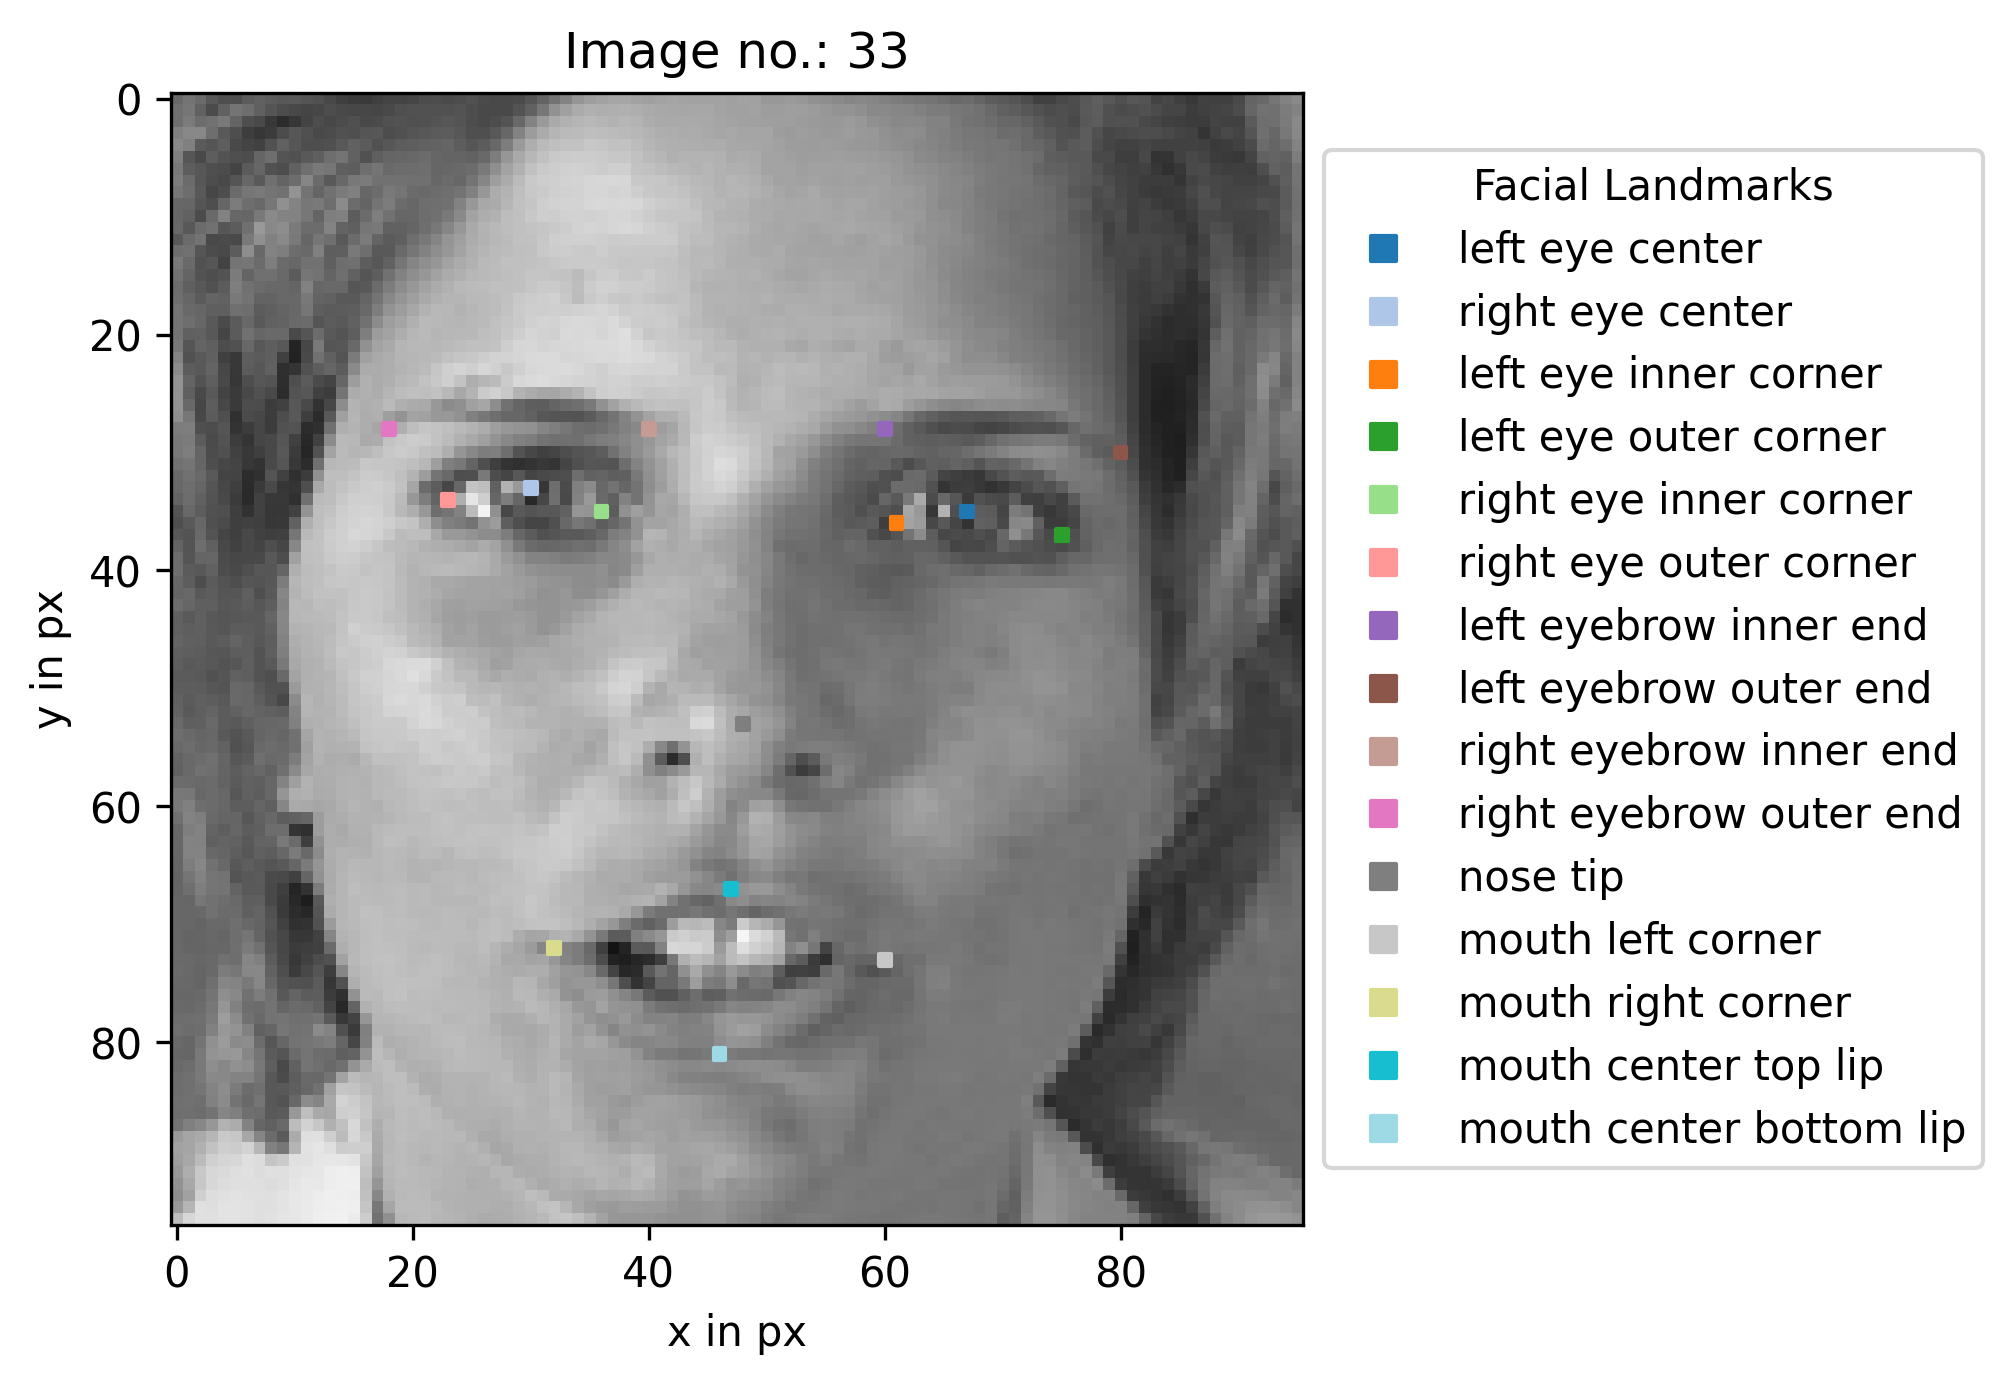 Image no.: 33
0
20
40
60
80
y in px
0 20 40 60 80
x in px
Facial Landmarks
left eye center
right eye center
left eye inner corner
left eye outer corner
right eye inner corner
right eye outer corner
left eyebrow inner end
left eyebrow outer end
right eyebrow inner end
right eyebrow outer end
nose tip
mouth left corner
mouth right corner
mouth center top lip
mouth center bottom lip